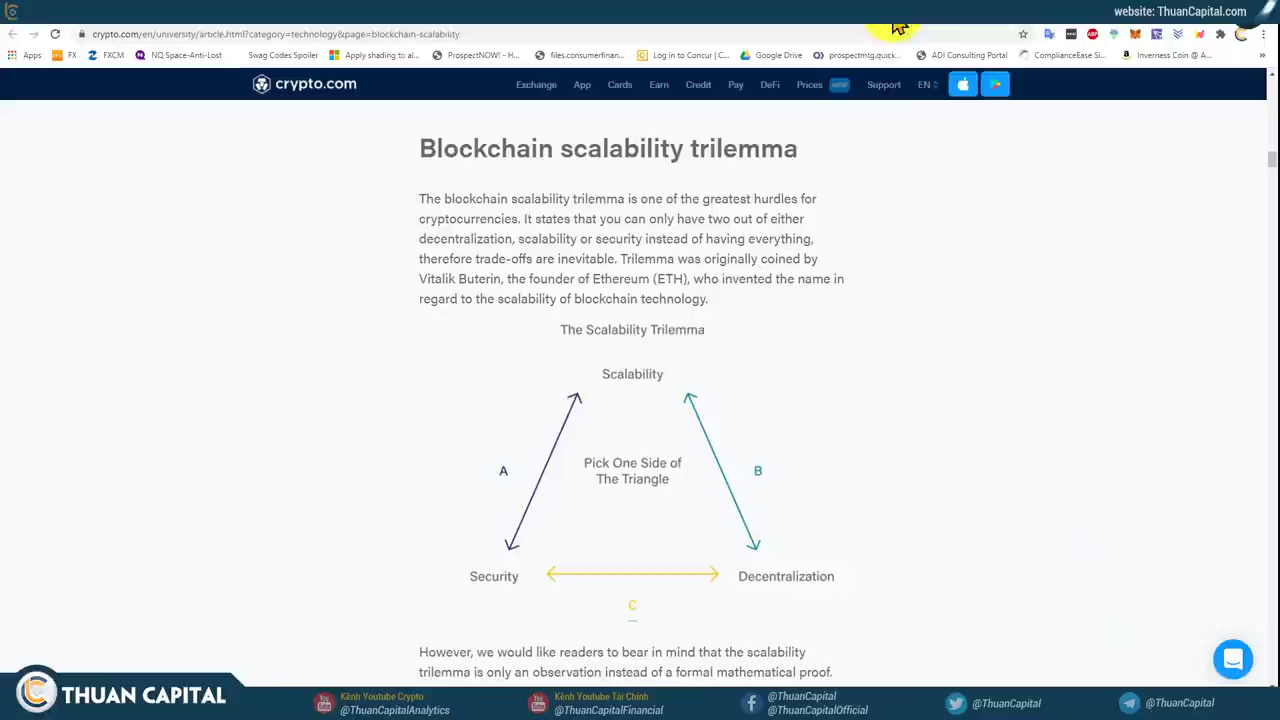 website: ThuanCapital.com
crypto.com/en/university/article.html?category=technology&page=blockchain-scalability
Apps FX FXCM NQ Space-Anti-Lost Swag Codes Spoiler Apply shading to al... ProspectNOW! – H... files.consumerfinan... Log in to Concur | C... Google Drive prospectmtg.quick... ADI Consulting Portal ComplianceEase Si... Inverness Coin @ A... »
crypto.com Exchange App Cards Earn Credit Pay DeFi Prices NEW Support EN
Blockchain scalability trilemma
The blockchain scalability trilemma is one of the greatest hurdles for
cryptocurrencies. It states that you can only have two out of either
decentralization, scalability or security instead of having everything,
therefore trade-offs are inevitable. Trilemma was originally coined by
Vitalik Buterin, the founder of Ethereum (ETH), who invented the name in
regard to the scalability of blockchain technology.
The Scalability Trilemma
Scalability
A
Pick One Side of
The Triangle
B
Security
Decentralization
C
However, we would like readers to bear in mind that the scalability
trilemma is only an observation instead of a formal mathematical proof.
THUAN CAPITAL
Kênh Youtube Crypto
@ThuanCapitalAnalytics
Kênh Youtube Tài Chính
@ThuanCapitalFinancial
@ThuanCapital
@ThuanCapitalOfficial
@ThuanCapital
@ThuanCapital